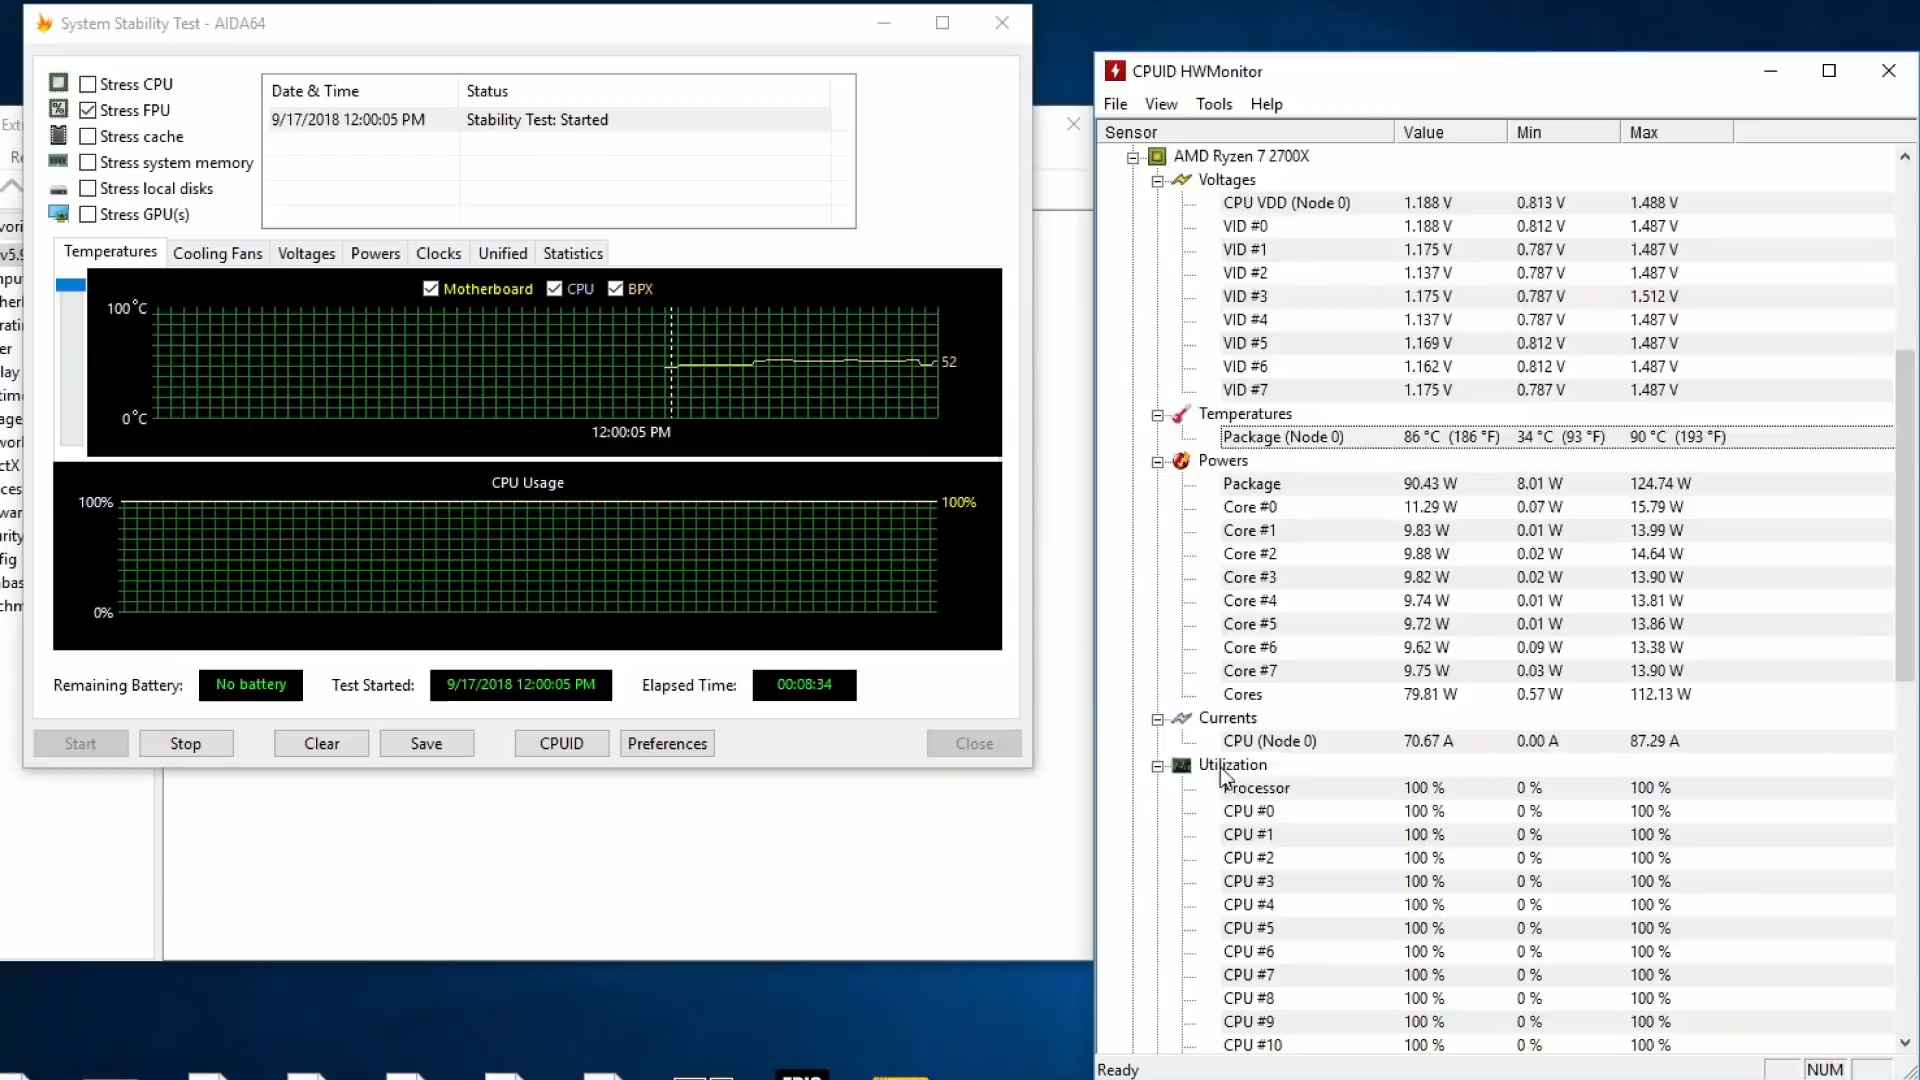 System Stability Test - AIDA64
Stress CPU
Stress FPU
Stress cache
Stress system memory
Stress local disks
Stress GPU(s)
Date & Time Status
9/17/2018 12:00:05 PM Stability Test: Started
Temperatures Cooling Fans Voltages Powers Clocks Unified Statistics
Motherboard CPU BPX
100°C
52
0°C
12:00:05 PM
CPU Usage
100% 100%
0%
Remaining Battery: No battery Test Started: 9/17/2018 12:00:05 PM Elapsed Time: 00:08:34
Start Stop Clear Save CPUID Preferences Close
CPUID HWMonitor
File View Tools Help
Sensor Value Min Max
AMD Ryzen 7 2700X
Voltages
CPU VDD (Node 0) 1.188 V 0.813 V 1.488 V
VID #0 1.188 V 0.812 V 1.487 V
VID #1 1.175 V 0.787 V 1.487 V
VID #2 1.137 V 0.787 V 1.487 V
VID #3 1.175 V 0.787 V 1.512 V
VID #4 1.137 V 0.787 V 1.487 V
VID #5 1.169 V 0.812 V 1.487 V
VID #6 1.162 V 0.812 V 1.487 V
VID #7 1.175 V 0.787 V 1.487 V
Temperatures
Package (Node 0) 86 °C (186 °F) 34 °C (93 °F) 90 °C (193 °F)
Powers
Package 90.43 W 8.01 W 124.74 W
Core #0 11.29 W 0.07 W 15.79 W
Core #1 9.83 W 0.01 W 13.99 W
Core #2 9.88 W 0.02 W 14.64 W
Core #3 9.82 W 0.02 W 13.90 W
Core #4 9.74 W 0.01 W 13.81 W
Core #5 9.72 W 0.01 W 13.86 W
Core #6 9.62 W 0.09 W 13.38 W
Core #7 9.75 W 0.03 W 13.90 W
Cores 79.81 W 0.57 W 112.13 W
Currents
CPU (Node 0) 70.67 A 0.00 A 87.29 A
Utilization
Processor 100 % 0 % 100 %
CPU #0 100 % 0 % 100 %
CPU #1 100 % 0 % 100 %
CPU #2 100 % 0 % 100 %
CPU #3 100 % 0 % 100 %
CPU #4 100 % 0 % 100 %
CPU #5 100 % 0 % 100 %
CPU #6 100 % 0 % 100 %
CPU #7 100 % 0 % 100 %
CPU #8 100 % 0 % 100 %
CPU #9 100 % 0 % 100 %
CPU #10 100 % 0 % 100 %
Ready NUM